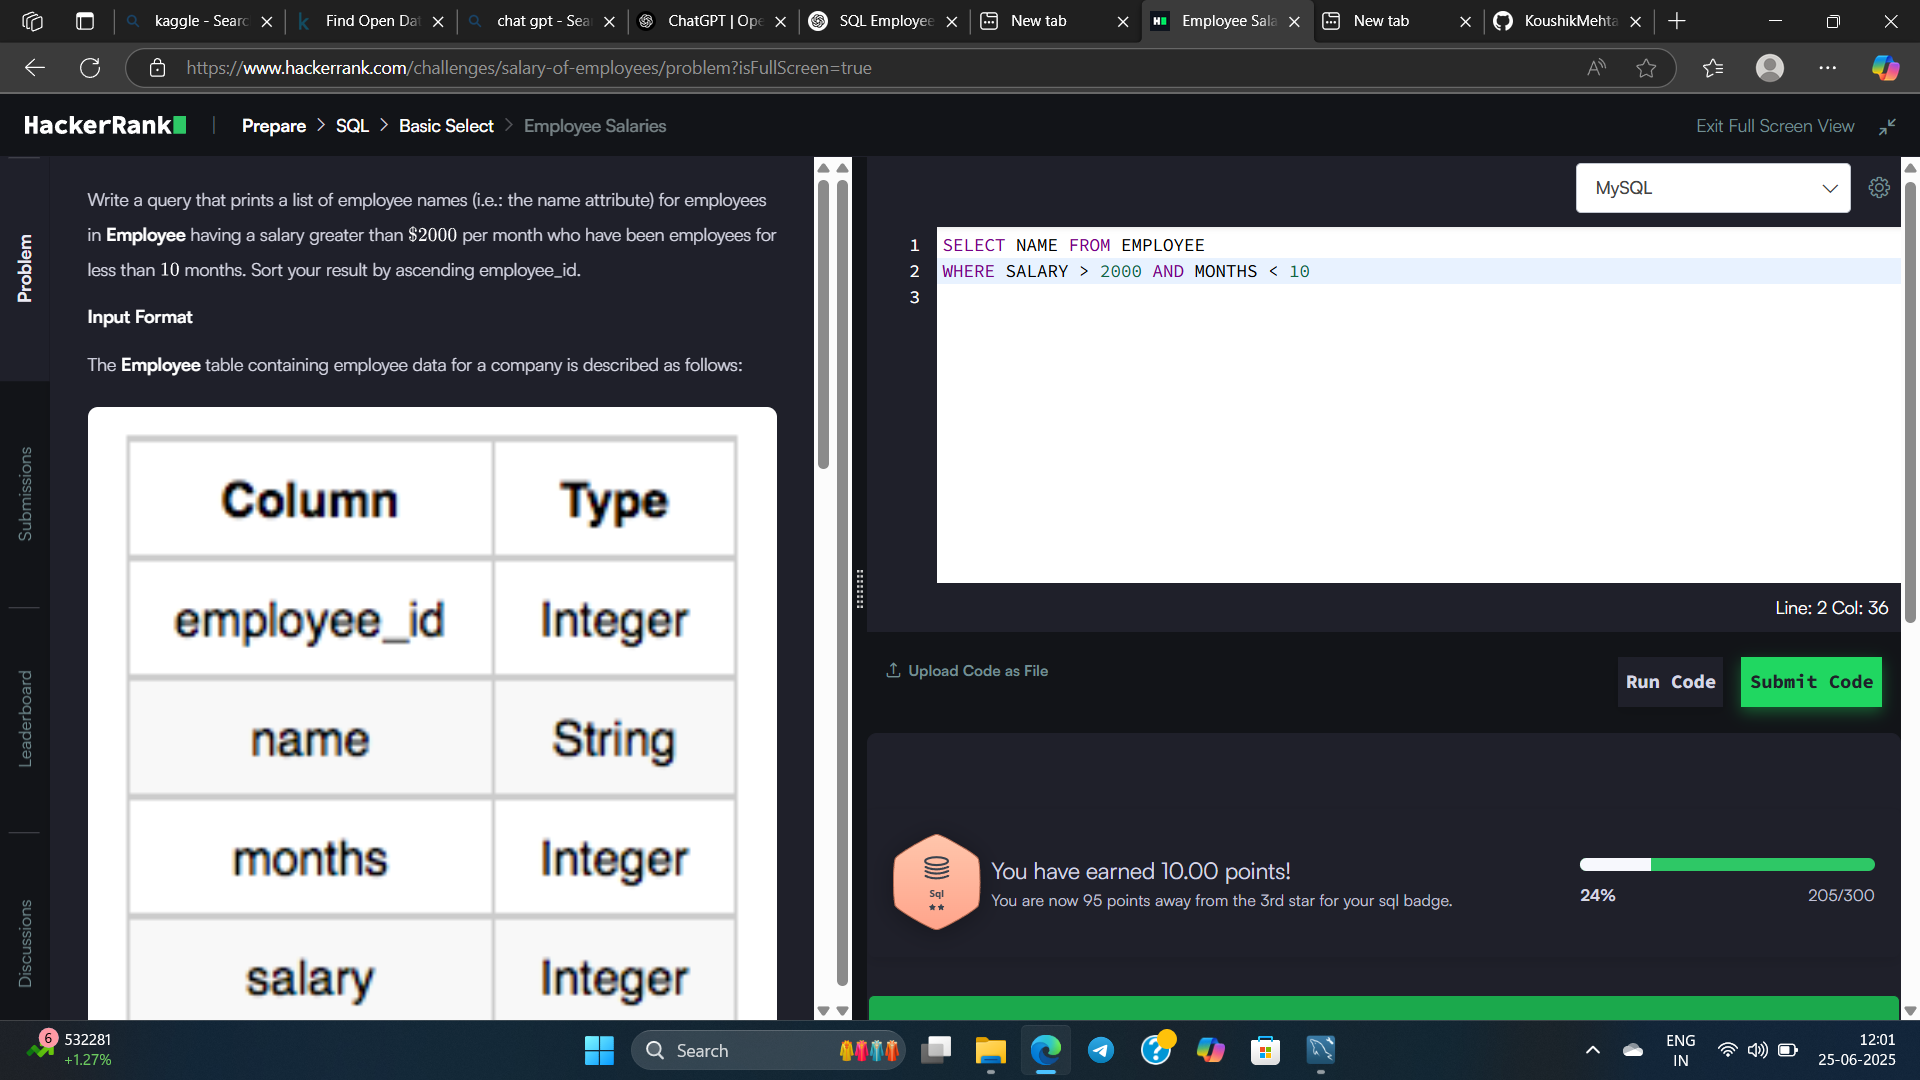 kaggle - Searc
Find Open Dat
chat gpt - Sea
ChatGPT | Ope
SQL Employee
New tab
Employee Sala
New tab
KoushikMehta
https://www.hackerrank.com/challenges/salary-of-employees/problem?isFullScreen=true
HackerRank
Prepare > SQL > Basic Select > Employee Salaries
Exit Full Screen View
Problem
Submissions
Leaderboard
Discussions
Write a query that prints a list of employee names (i.e.: the name attribute) for employees
in Employee having a salary greater than $2000 per month who have been employees for
less than 10 months. Sort your result by ascending employee_id.
Input Format
The Employee table containing employee data for a company is described as follows:
Column Type
employee_id Integer
name String
months Integer
salary Integer
MySQL
1 SELECT NAME FROM EMPLOYEE
2 WHERE SALARY > 2000 AND MONTHS < 10
3
Line: 2 Col: 36
Upload Code as File
Run Code
Submit Code
Sql
You have earned 10.00 points!
You are now 95 points away from the 3rd star for your sql badge.
24% 205/300
6
532281
+1.27%
Search
ENG
IN
12:01
25-06-2025